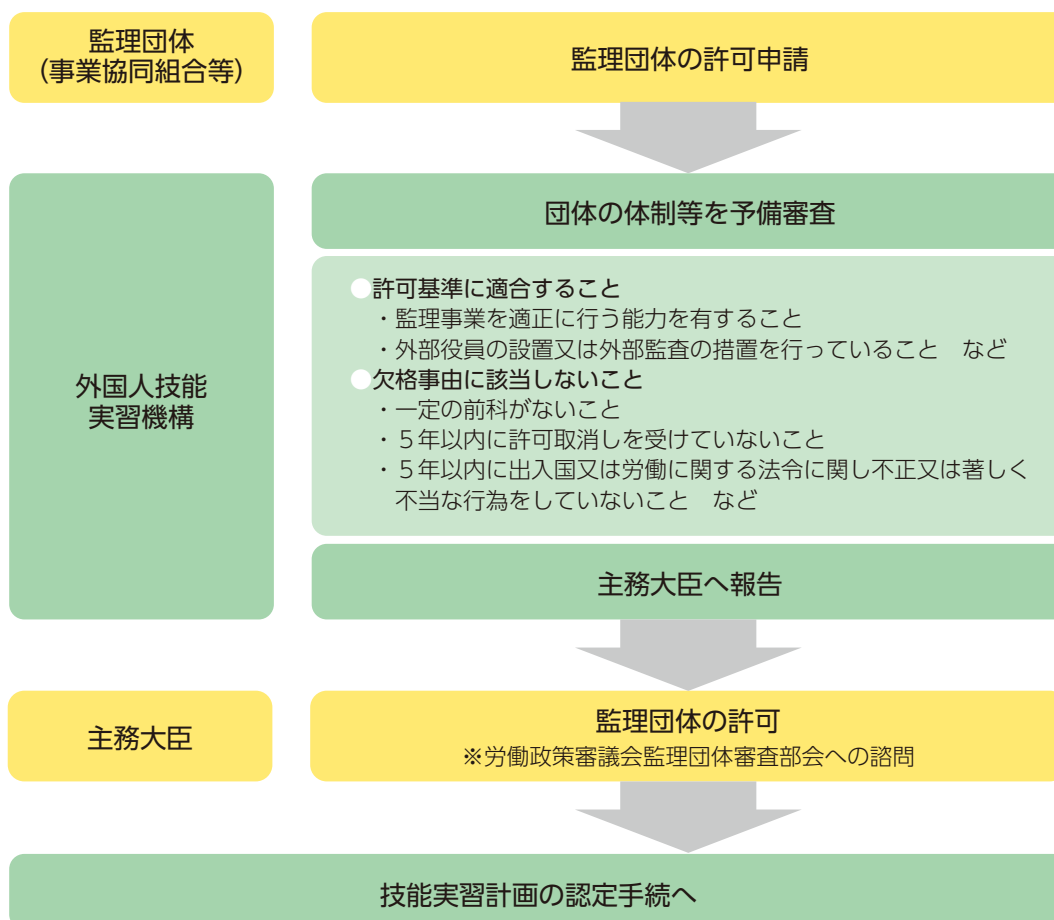 監理団体
(事業協同組合等)
監理団体の許可申請
外国人技能
実習機構
団体の体制等を予備審査
●許可基準に適合すること
・監理事業を適正に行う能力を有すること
・外部役員の設置又は外部監査の措置を行っていること　など
●欠格事由に該当しないこと
・一定の前科がないこと
・５年以内に許可取消しを受けていないこと
・５年以内に出入国又は労働に関する法令に関し不正又は著しく
不当な行為をしていないこと　など
主務大臣へ報告
主務大臣
監理団体の許可
※労働政策審議会監理団体審査部会への諮問
技能実習計画の認定手続へ